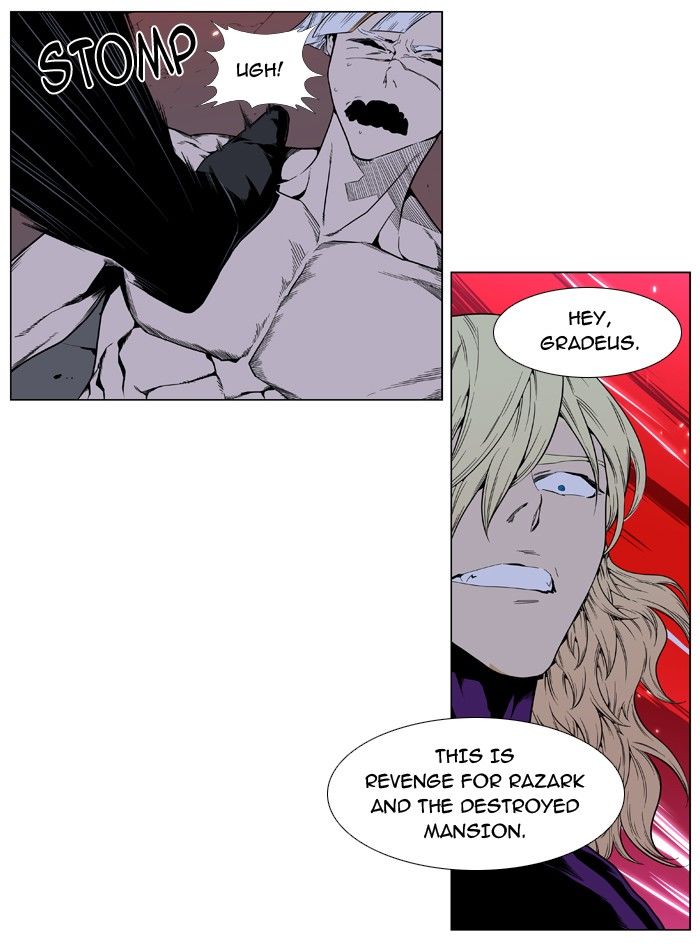 STOMP
UGH!
HEY,
GRADEUS.
THIS IS
REVENGE FOR RAZARK
AND THE DESTROYED
MANSION.